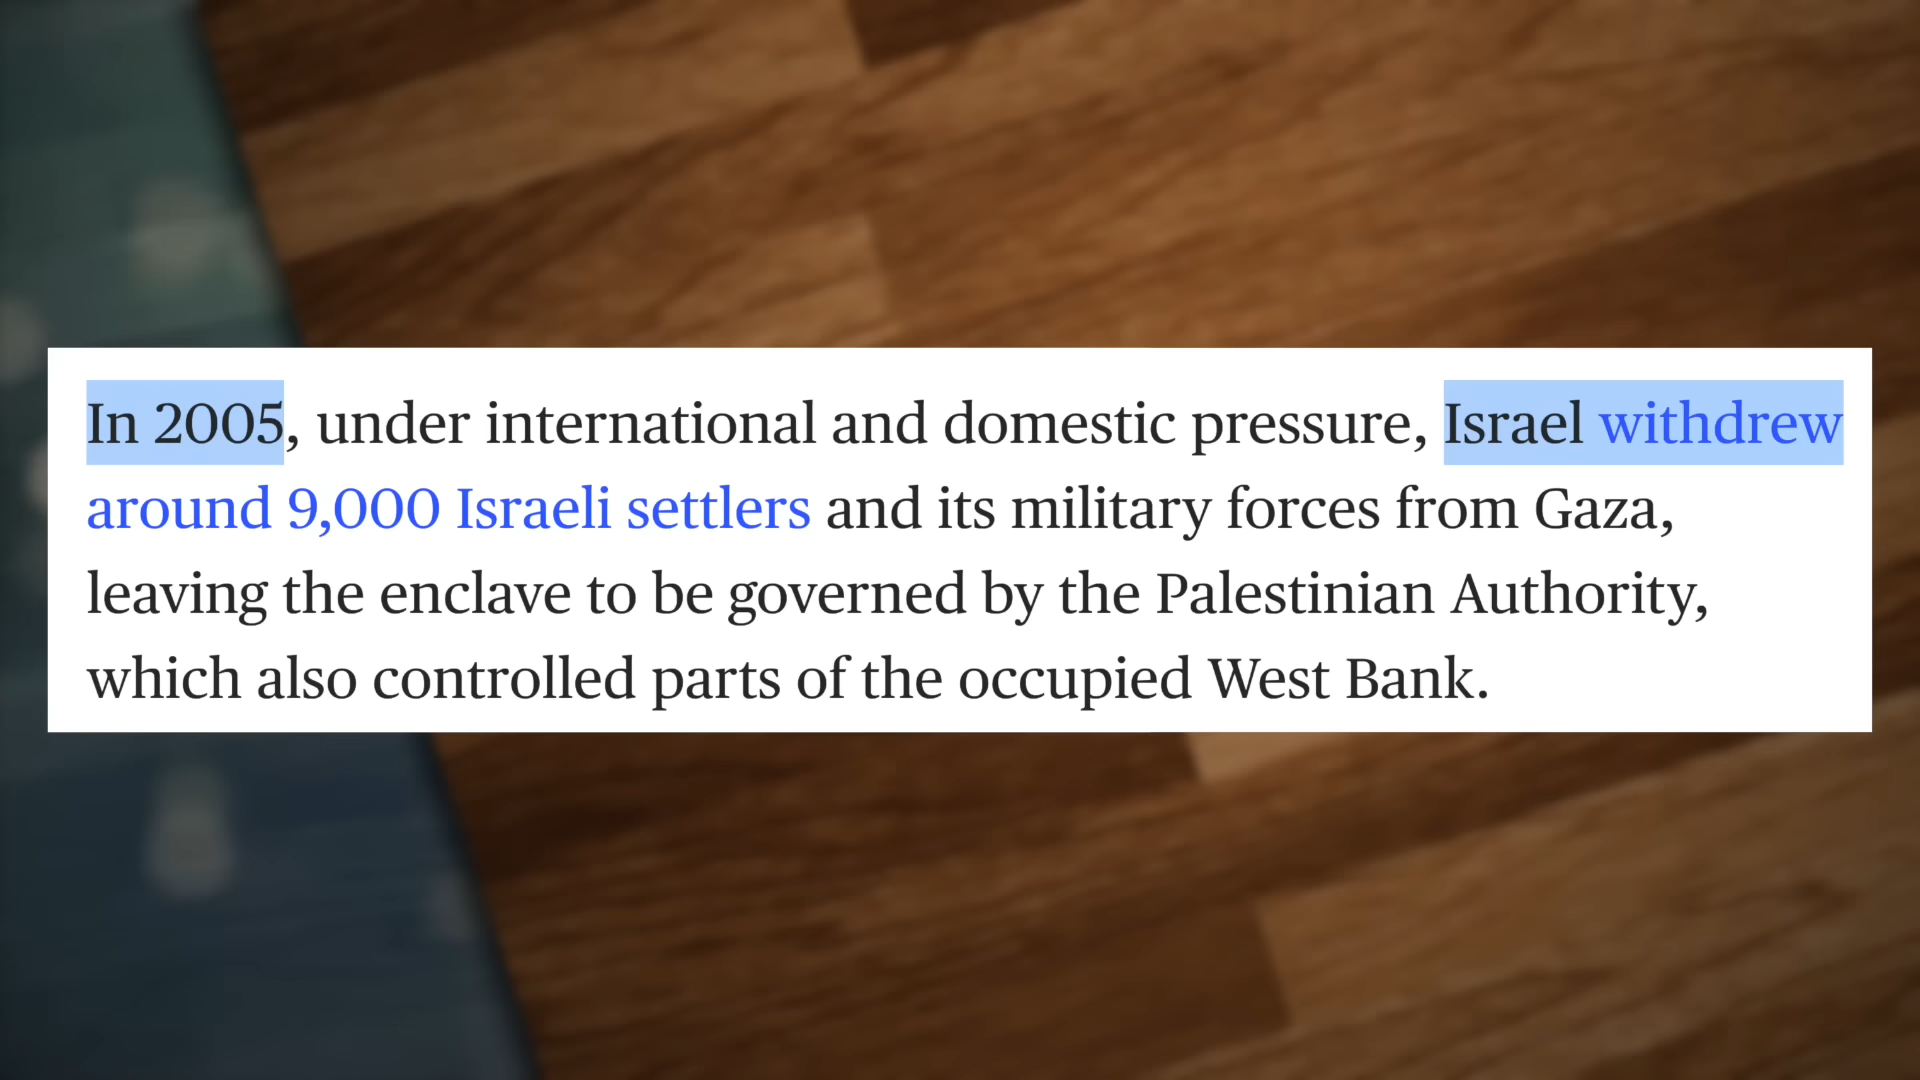 In 2005, under international and domestic pressure, Israel withdrew
around 9,000 Israeli settlers and its military forces from Gaza,
leaving the enclave to be governed by the Palestinian Authority,
which also controlled parts of the occupied West Bank.